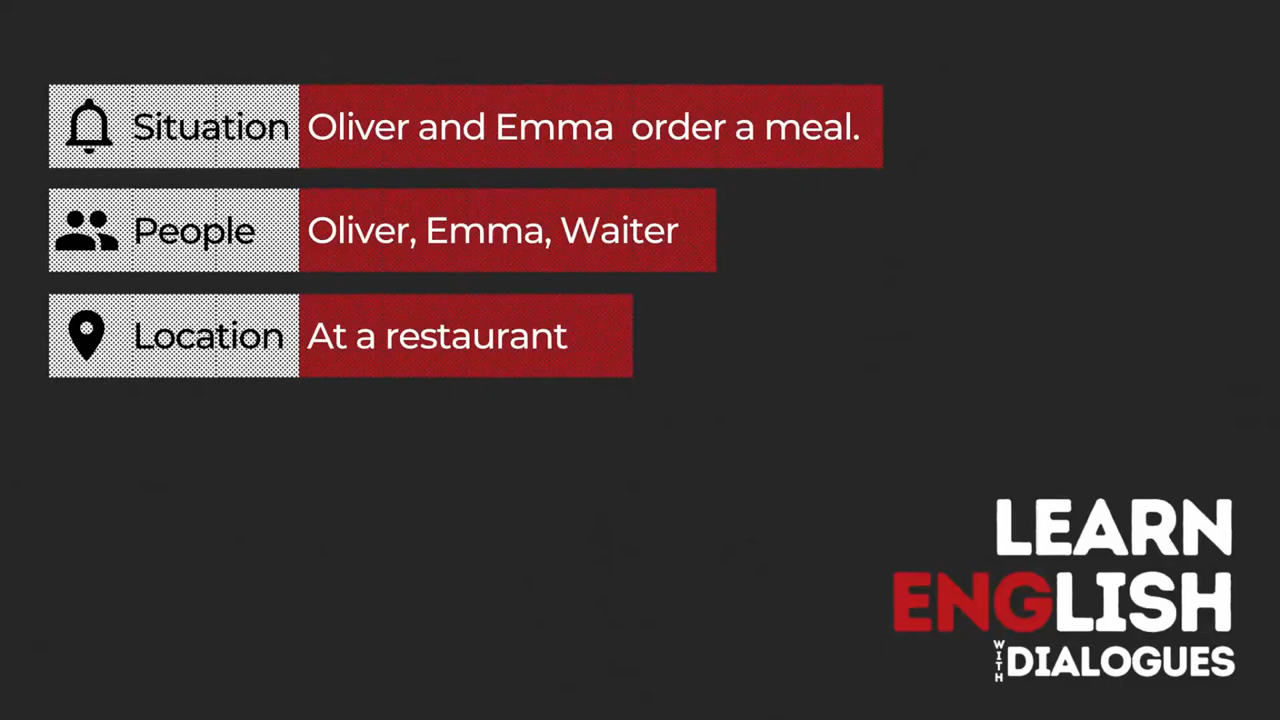 Situation Oliver and Emma  order a meal.
People Oliver, Emma, Waiter
Location At a restaurant
LEARN
ENGLISH
WITH DIALOGUES